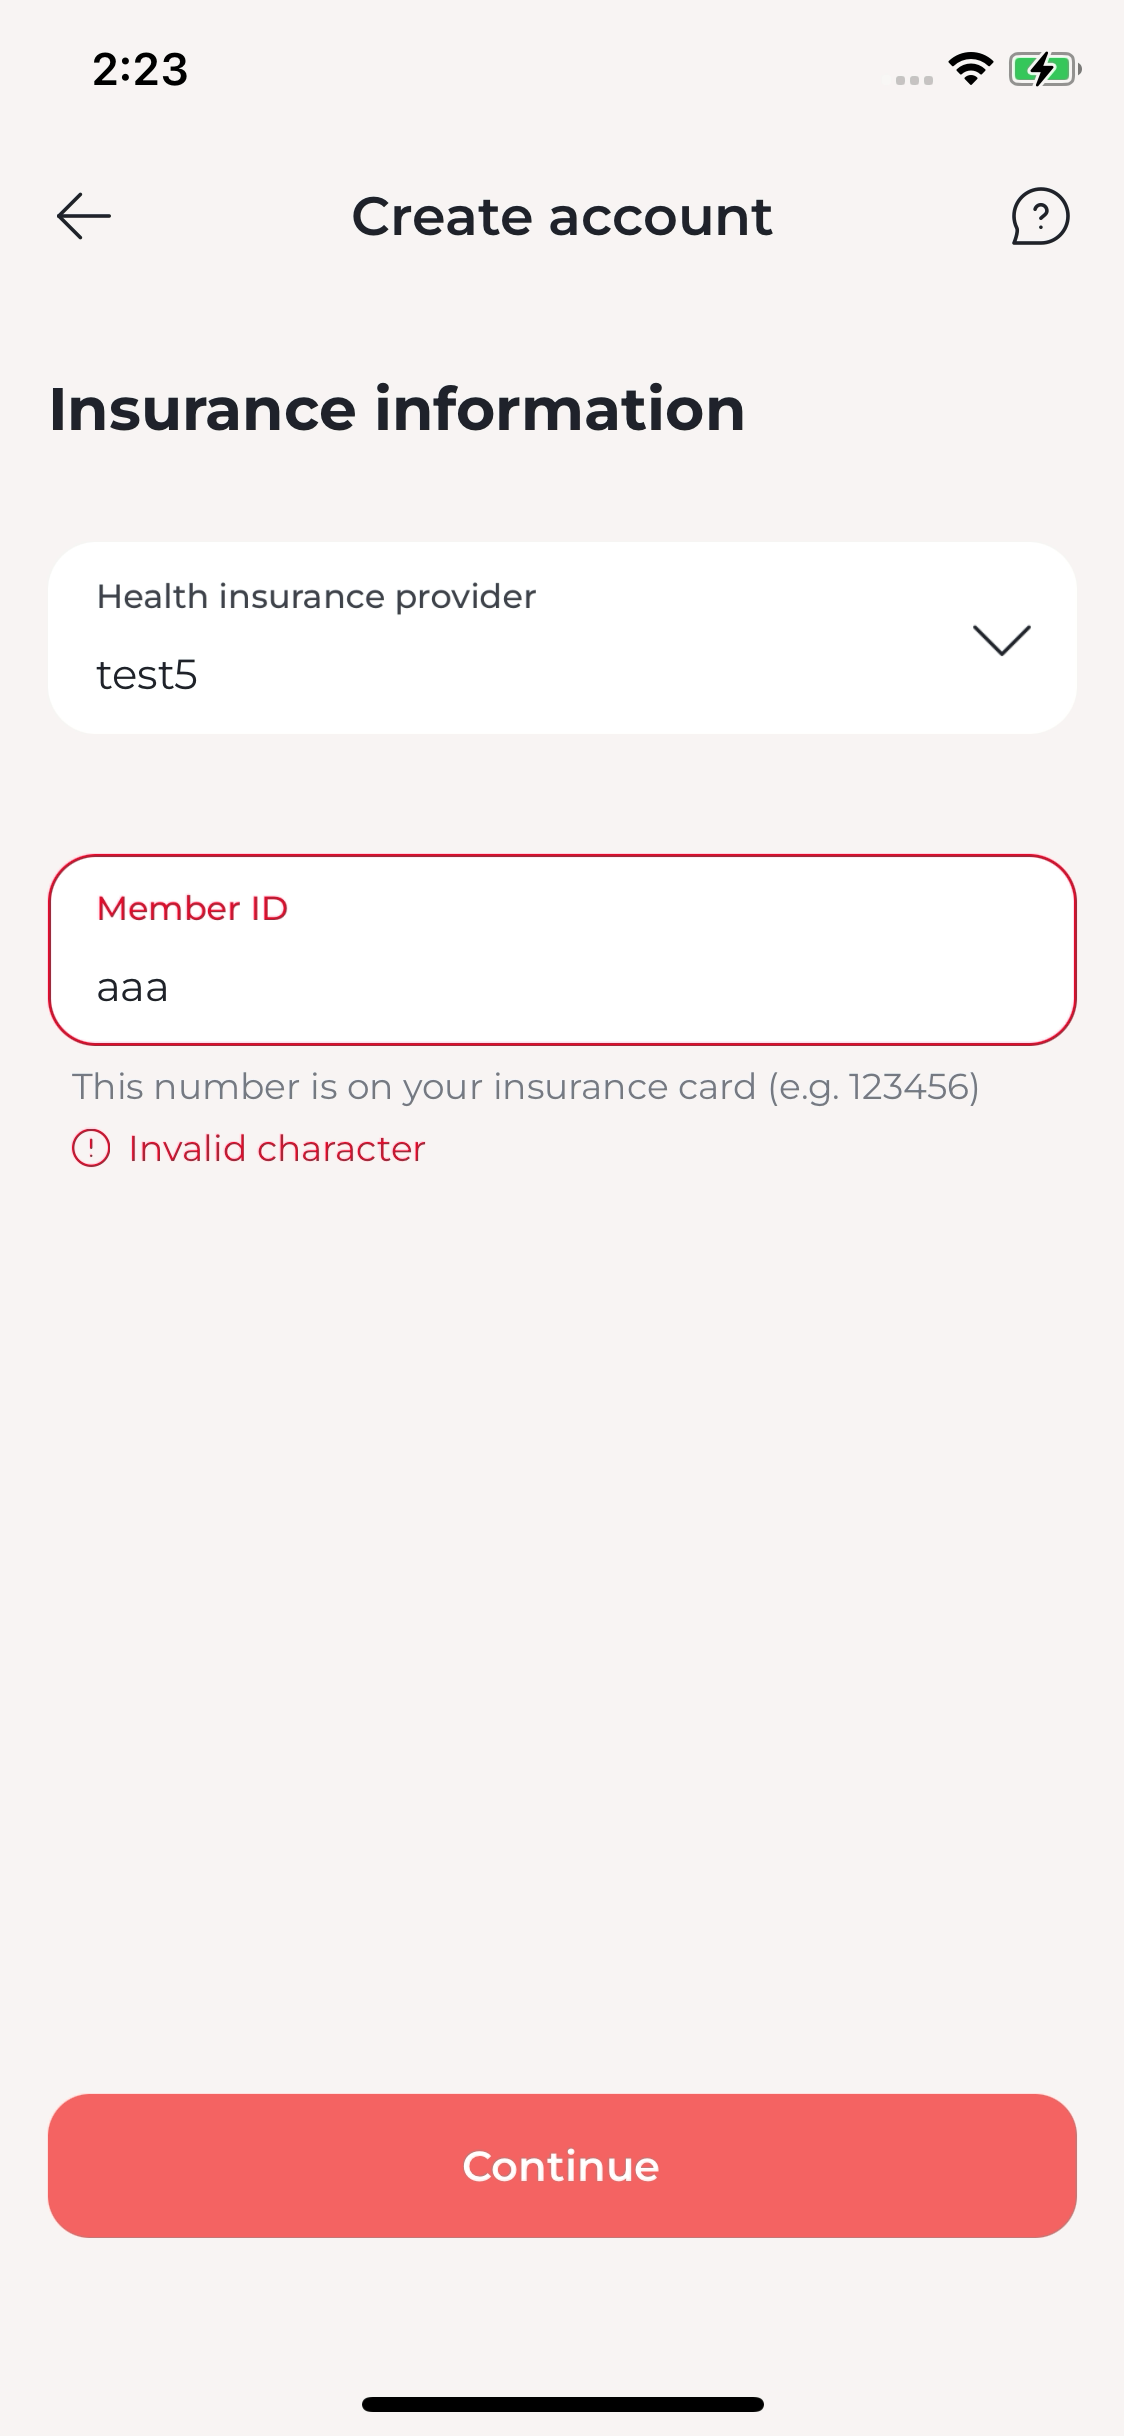 2:23
Create account
?
Insurance information
Health insurance provider
test5
Member ID
aaa
This number is on your insurance card (e.g. 123456)
! Invalid character
Continue